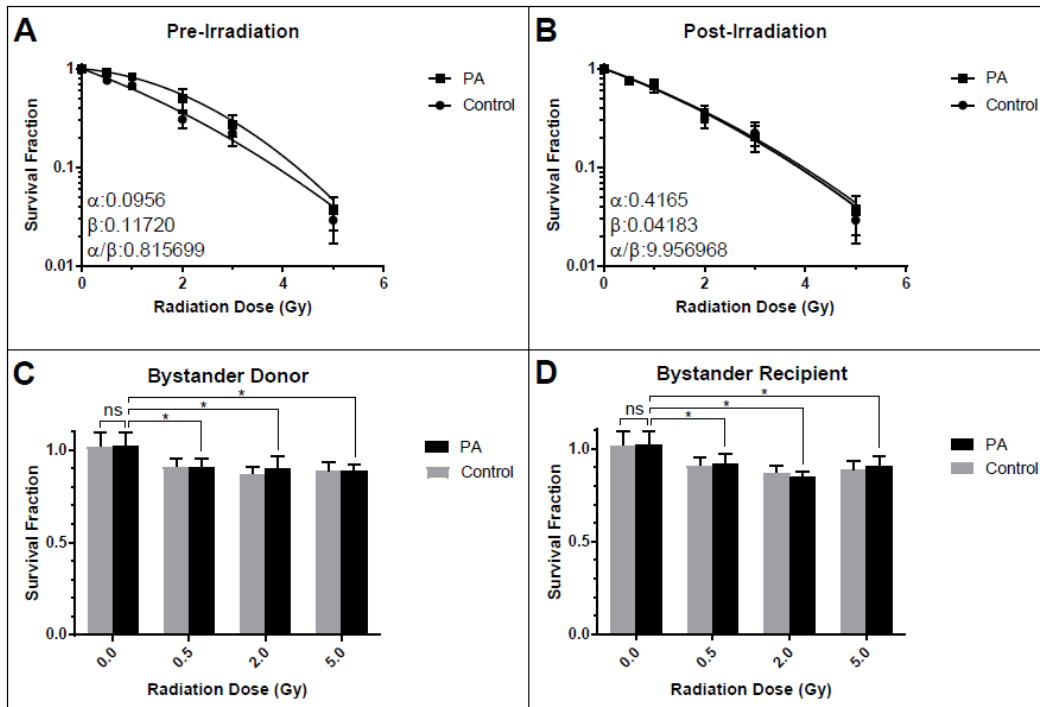 A
Pre-Irradiation
1
0.1
0.01
Survival Fraction
PA
Control
α:0.0956
β:0.11720
α/β:0.815699
0 2 4 6
Radiation Dose (Gy)
B
Post-Irradiation
1
0.1
0.01
Survival Fraction
PA
Control
α:0.4165
β:0.04183
α/β:9.956968
0 2 4 6
Radiation Dose (Gy)
C
Bystander Donor
*
*
ns
*
1.0
0.5
0.0
Survival Fraction
PA
Control
0.0 0.5 2.0 5.0
Radiation Dose (Gy)
D
Bystander Recipient
*
*
ns
*
1.0
0.5
0.0
Survival Fraction
PA
Control
0.0 0.5 2.0 5.0
Radiation Dose (Gy)